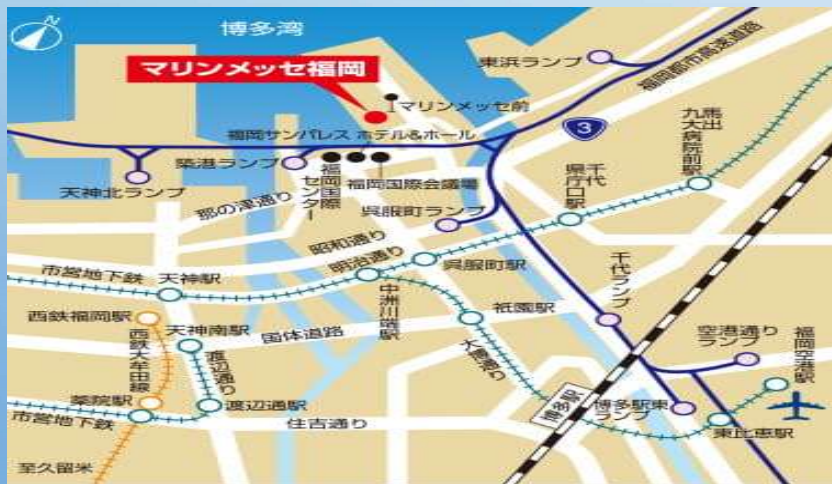 博多湾
マリンメッセ福岡
マリンメッセ前
東浜ランプ
福岡都市高速道路
3
福岡サンパレス ホテル&ホール
築港ランプ
天神北ランプ
福岡国際
センター
福岡国際会議場
那の津通り
呉服町ランプ
昭和通り
明治通り
千代
県庁口駅
馬出
九大病院前駅
市営地下鉄
天神駅
呉服町駅
中洲川端駅
千代ランプ
西鉄福岡駅
西鉄大牟田線
天神南駅
渡辺通り
国体道路
祇園駅
大博通り
空港通り
ランプ
福岡空港駅
薬院駅
市営地下鉄
渡辺通駅
住吉通り
博多駅
博多駅東
ランプ
東比恵駅
至久留米